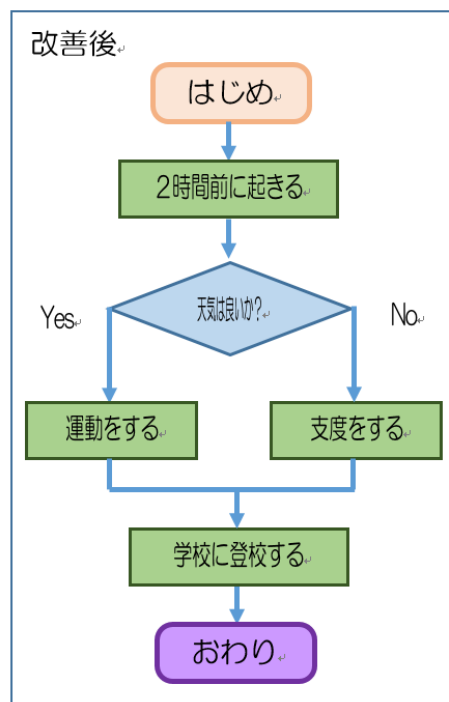 改善後
はじめ
２時間前に起きる
天気は良いか？
Yes
No
運動をする
支度をする
学校に登校する
おわり